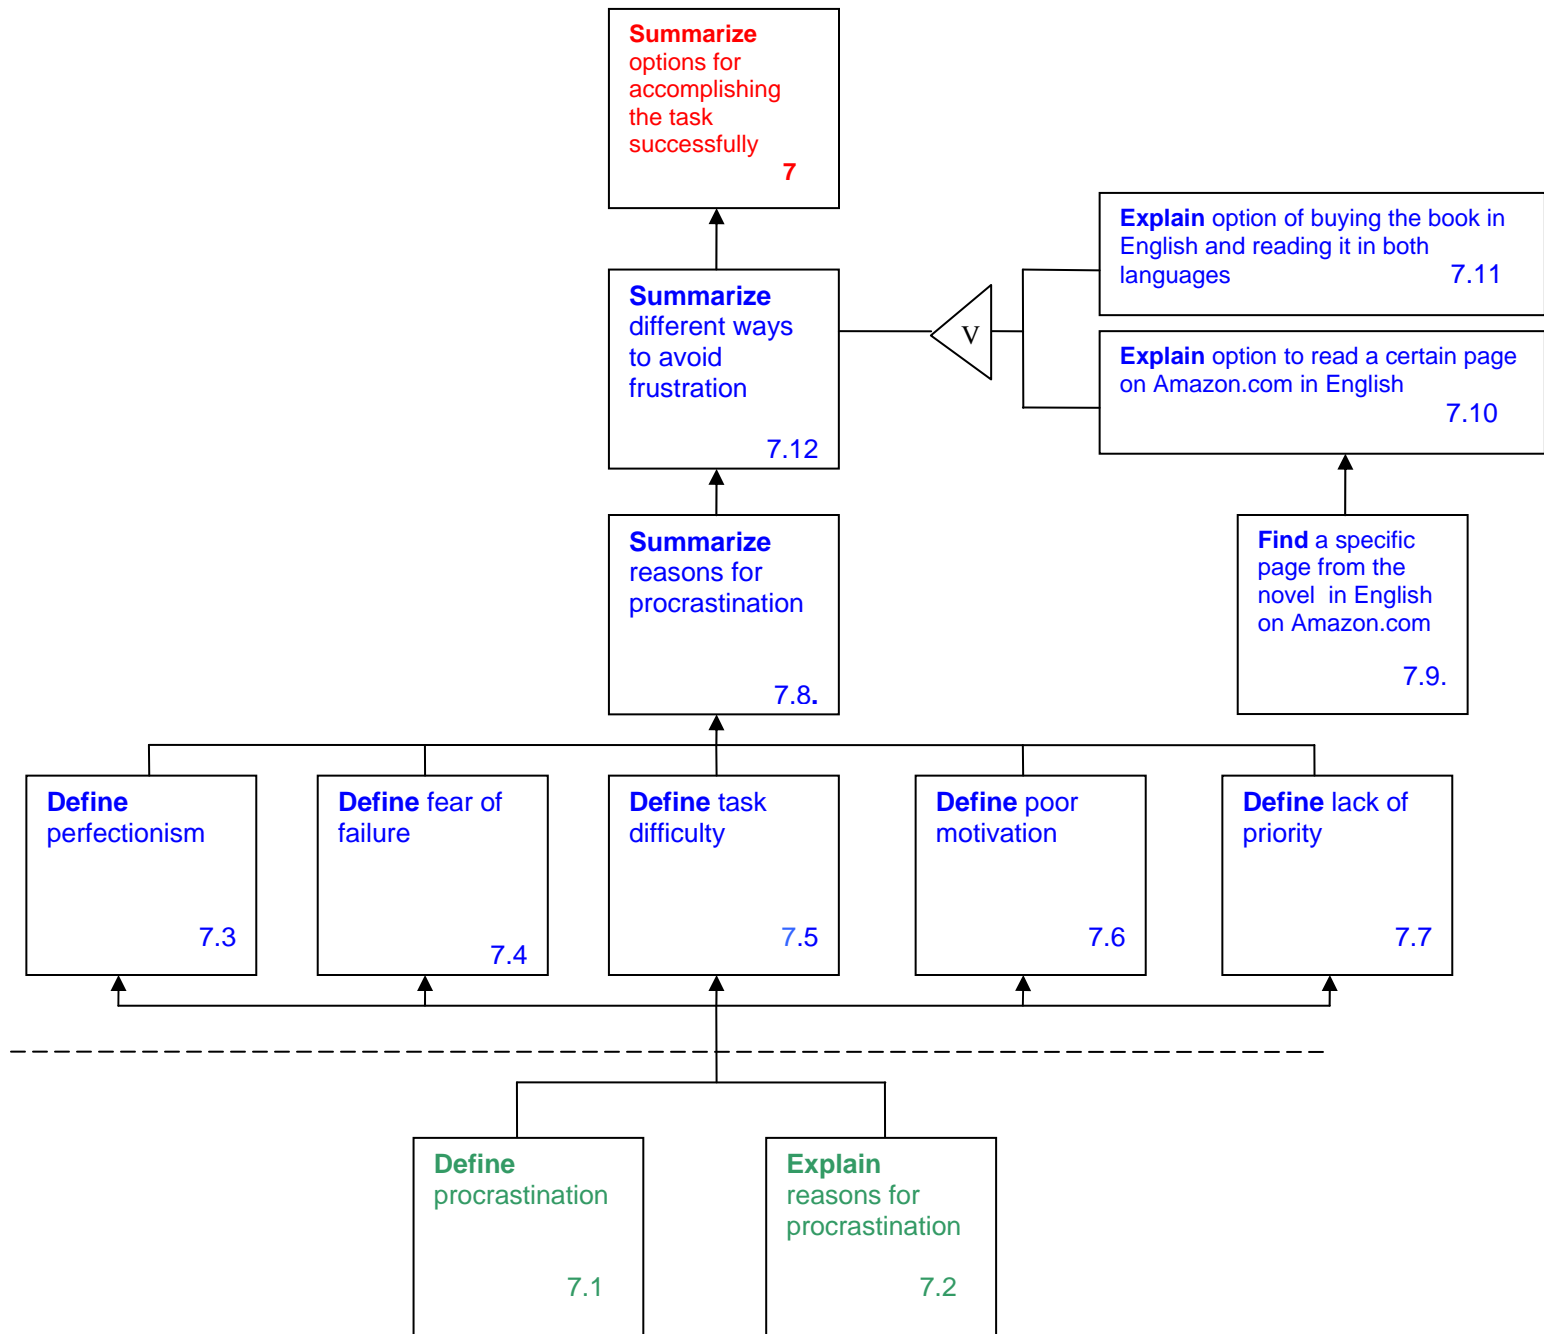 Summarize
options for
accomplishing
the task
successfully
7
Explain option of buying the book in
English and reading it in both
languages 7.11
Summarize
different ways
to avoid
frustration
7.12
V
Explain option to read a certain page
on Amazon.com in English
7.10
Summarize
reasons for
procrastination
7.8.
Find a specific
page from the
novel in English
on Amazon.com
7.9.
Define
perfectionism
7.3
Define fear of
failure
7.4
Define task
difficulty
7.5
Define poor
motivation
7.6
Define lack of
priority
7.7
Define
procrastination
7.1
Explain
reasons for
procrastination
7.2